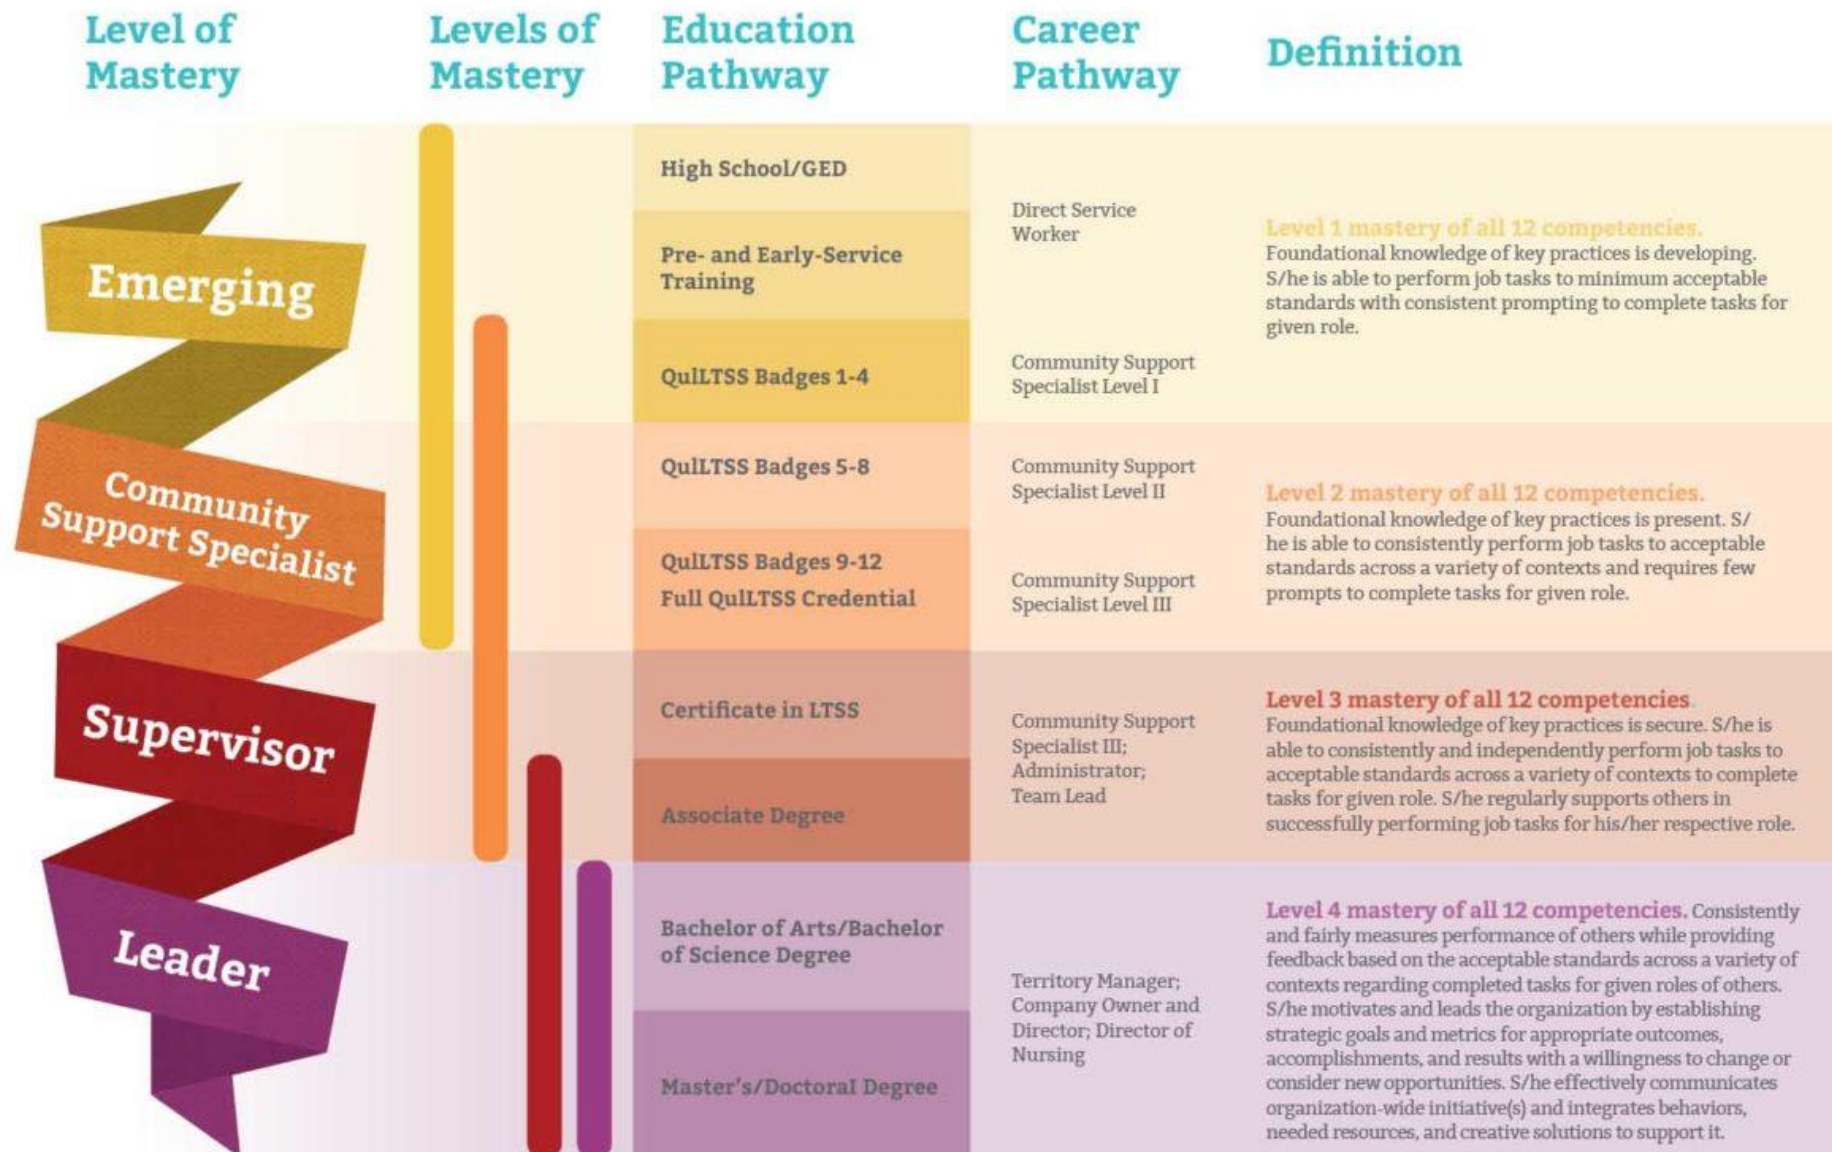 Level of
Mastery
Levels of
Mastery
Education
Pathway
Career
Pathway
Definition
Emerging
High School/GED
Pre- and Early-Service
Training
QuILTSS Badges 1-4
Direct Service
Worker
Community Support
Specialist Level I
Level 1 mastery of all 12 competencies.
Foundational knowledge of key practices is developing.
S/he is able to perform job tasks to minimum acceptable
standards with consistent prompting to complete tasks for
given role.
Community
Support Specialist
QuILTSS Badges 5-8
QuILTSS Badges 9-12
Full QuILTSS Credential
Community Support
Specialist Level II
Community Support
Specialist Level III
Level 2 mastery of all 12 competencies.
Foundational knowledge of key practices is present. S/
he is able to consistently perform job tasks to acceptable
standards across a variety of contexts and requires few
prompts to complete tasks for given role.
Supervisor
Certificate in LTSS
Associate Degree
Community Support
Specialist III;
Administrator;
Team Lead
Level 3 mastery of all 12 competencies.
Foundational knowledge of key practices is secure. S/he is
able to consistently and independently perform job tasks to
acceptable standards across a variety of contexts to complete
tasks for given role. S/he regularly supports others in
successfully performing job tasks for his/her respective role.
Leader
Bachelor of Arts/Bachelor
of Science Degree
Master's/Doctoral Degree
Territory Manager;
Company Owner and
Director; Director of
Nursing
Level 4 mastery of all 12 competencies. Consistently
and fairly measures performance of others while providing
feedback based on the acceptable standards across a variety of
contexts regarding completed tasks for given roles of others.
S/he motivates and leads the organization by establishing
strategic goals and metrics for appropriate outcomes,
accomplishments, and results with a willingness to change or
consider new opportunities. S/he effectively communicates
organization-wide initiative(s) and integrates behaviors,
needed resources, and creative solutions to support it.